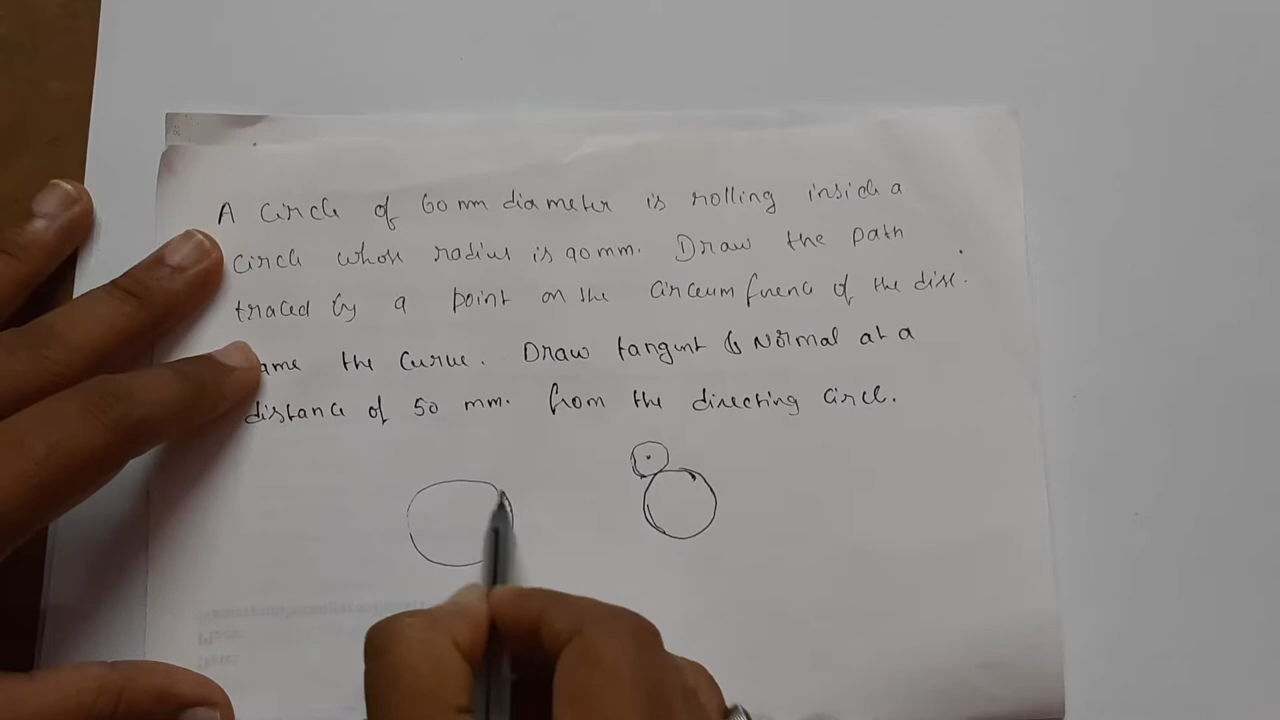 A circle of 60 mm diameter is rolling inside a
circle whose radius is 90mm. Draw the path
traced by a point on the circumference of the disc.
ame the curve. Draw tangent & Normal at a
distance of 50 mm. from the directing circle.